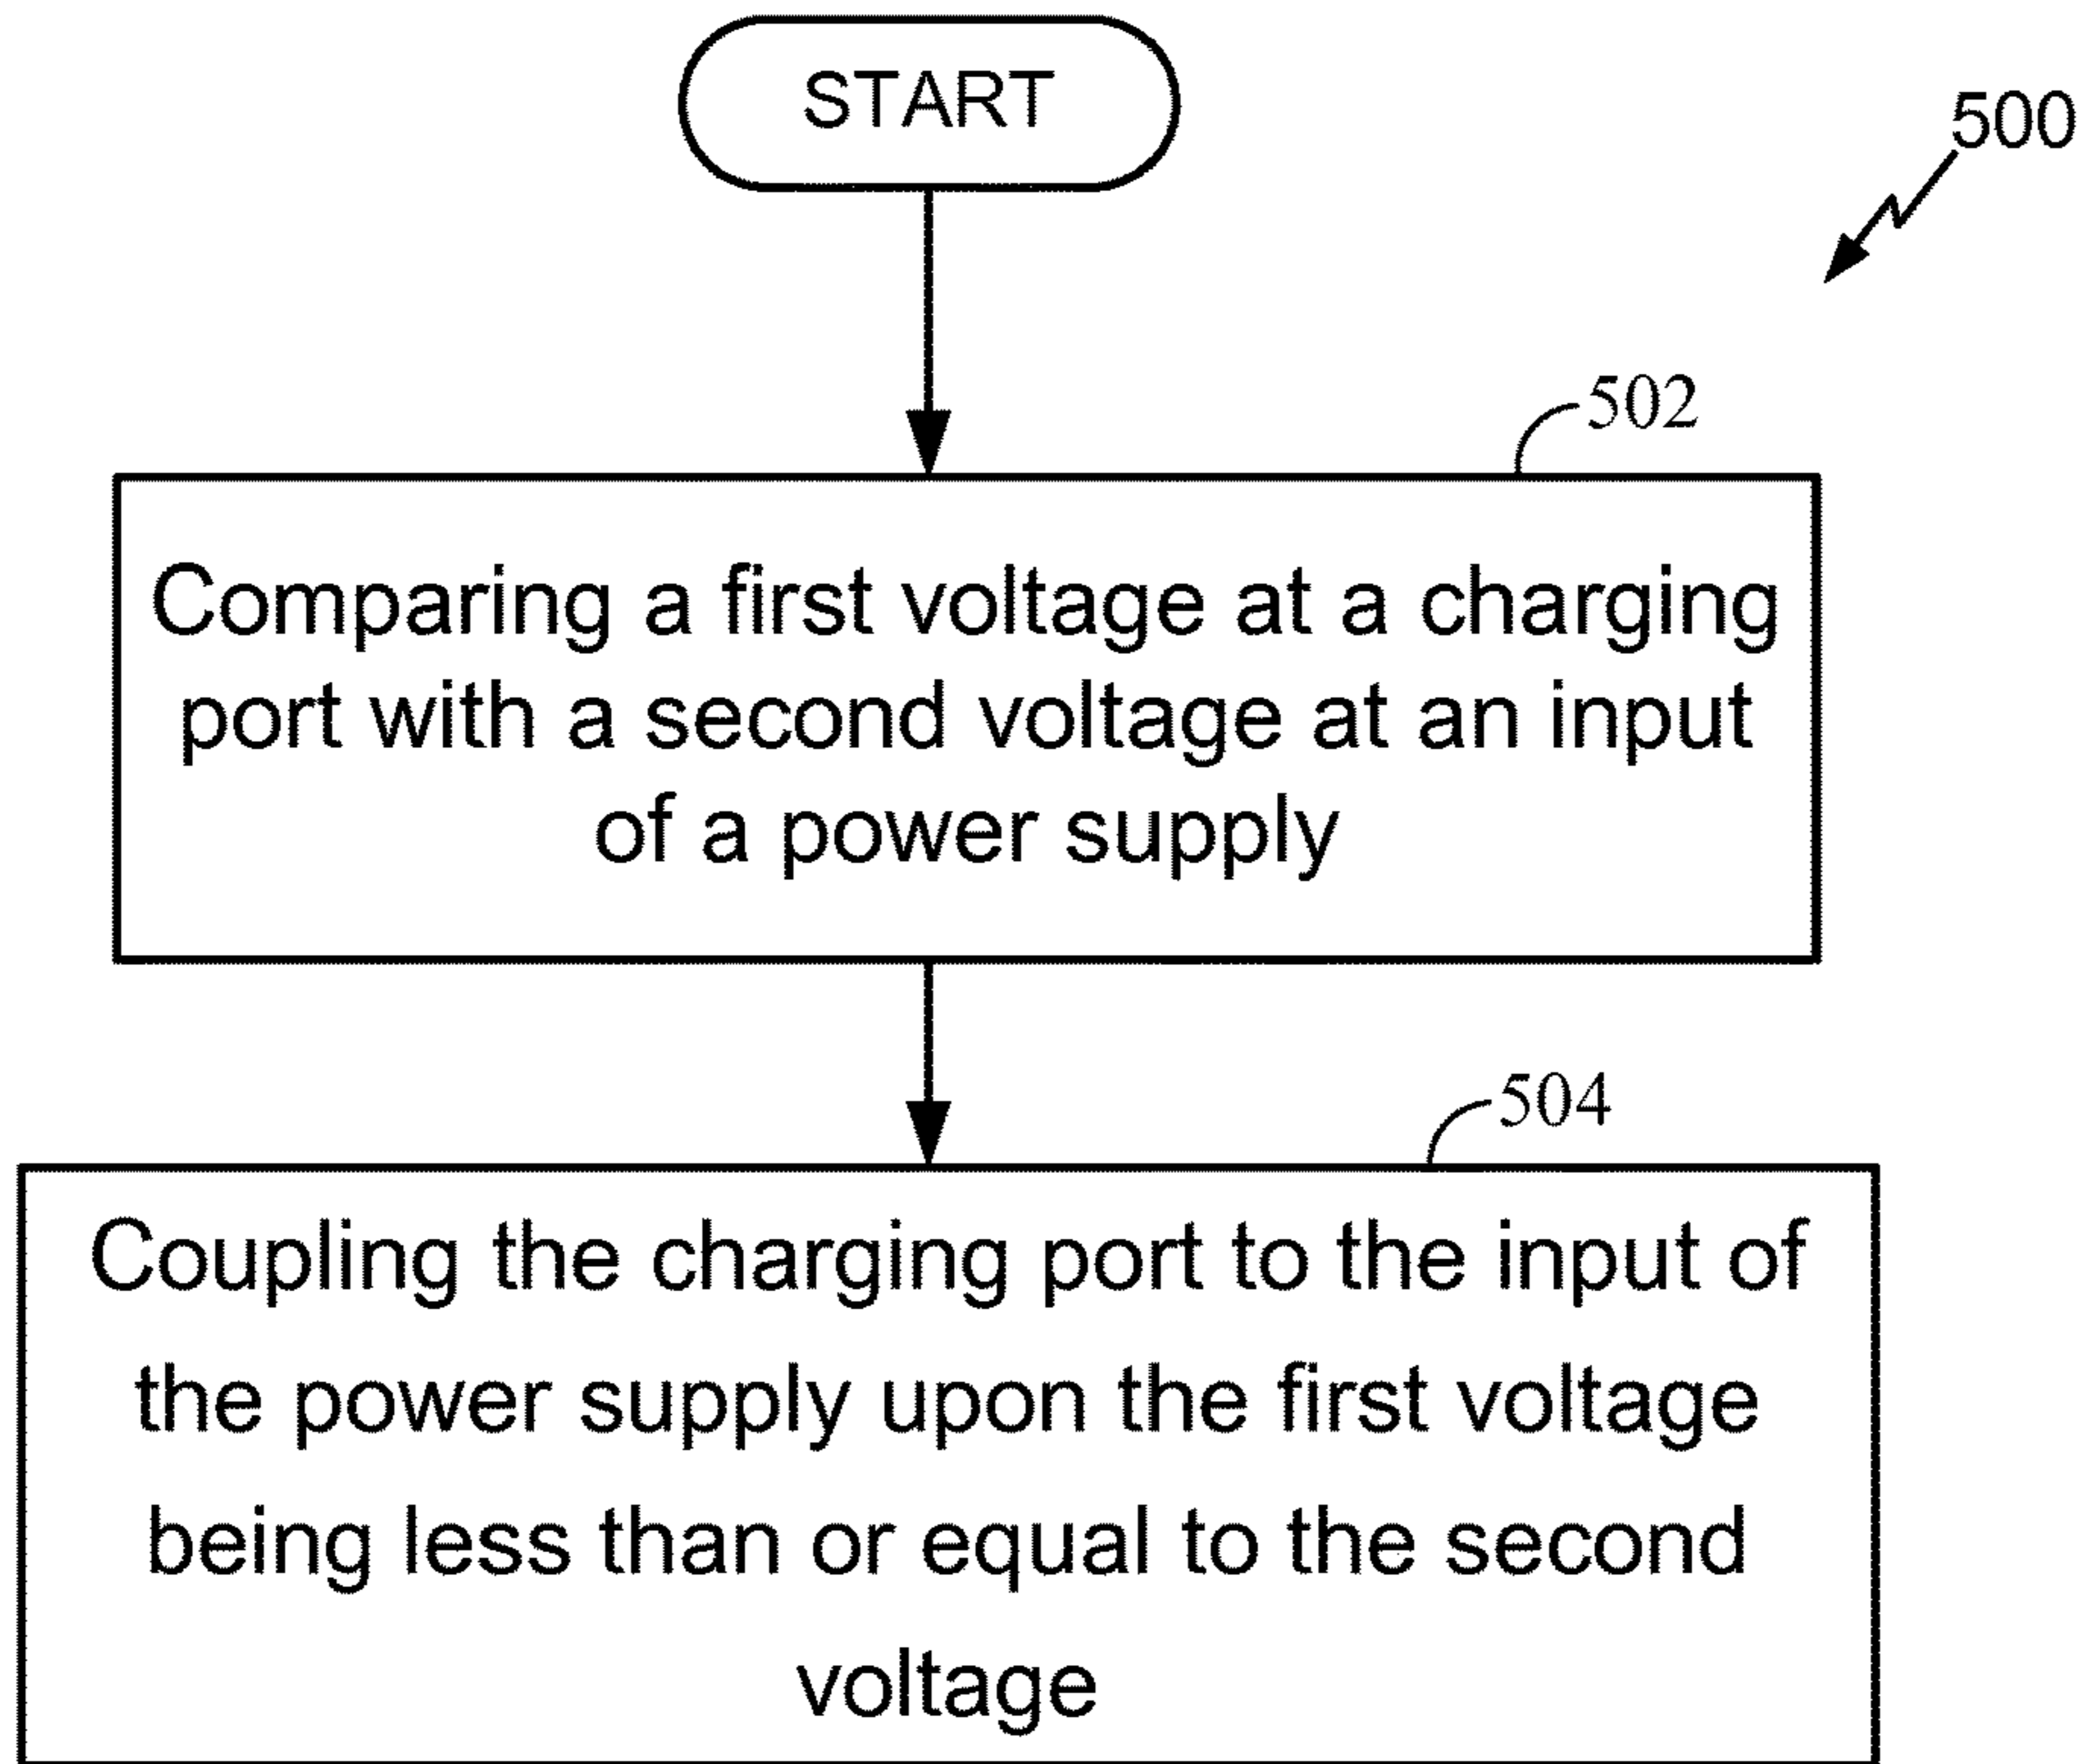 START
500
502
Comparing a first voltage at a charging
port with a second voltage at an input
of a power supply
504
Coupling the charging port to the input of
the power supply upon the first voltage
being less than or equal to the second
voltage